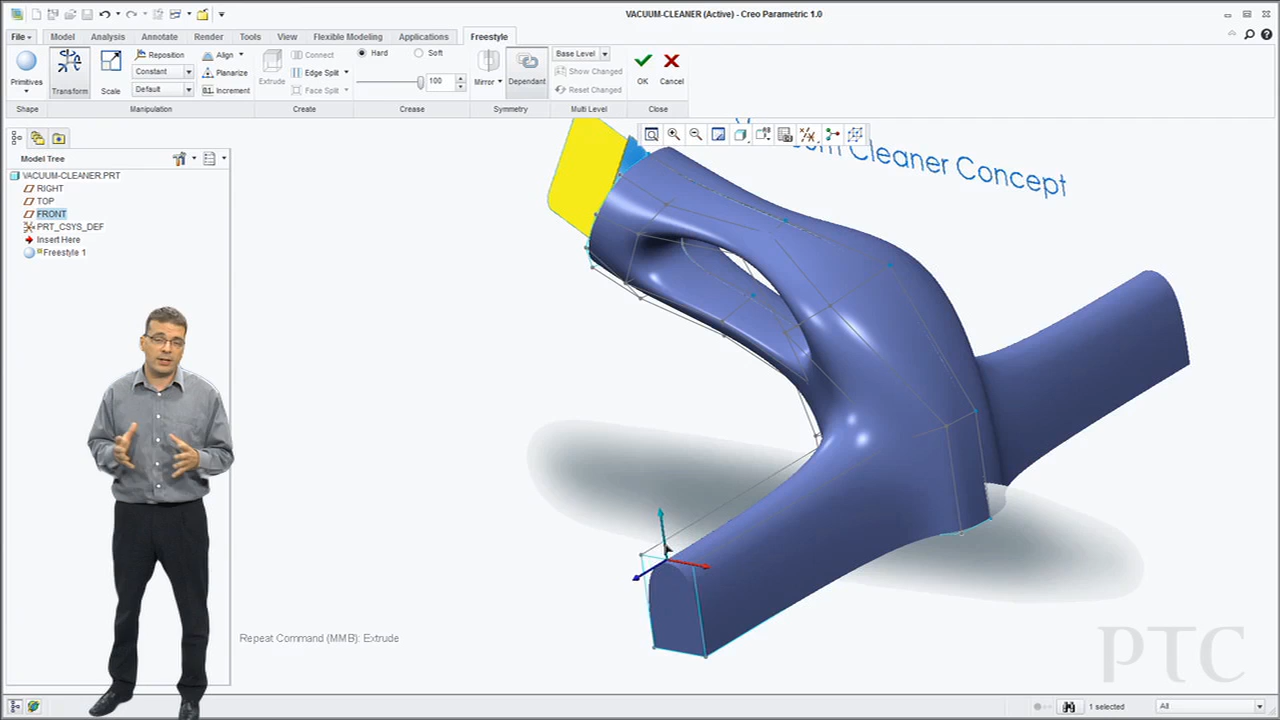 VACUUM-CLEANER (Active) - Creo Parametric 1.0
File Model Analysis Annotate Render Tools View Flexible Modeling Applications Freestyle
Primitives
Transform
Scale
Reposition
Constant
Default
Align
Planarize
Increment
Extrude
Connect
Edge Split
Face Split
Hard Soft
100
Mirror
Dependant
Base Level
Show Changed
Reset Changed
OK
Cancel
Shape Manipulation Create Crease Symmetry Multi Level Close
Model Tree
VACUUM-CLEANER.PRT
RIGHT
TOP
FRONT
PRT_CSYS_DEF
Insert Here
Freestyle 1
Cleaner Concept
Repeat Command (MMB): Extrude
PTC
1 selected
All